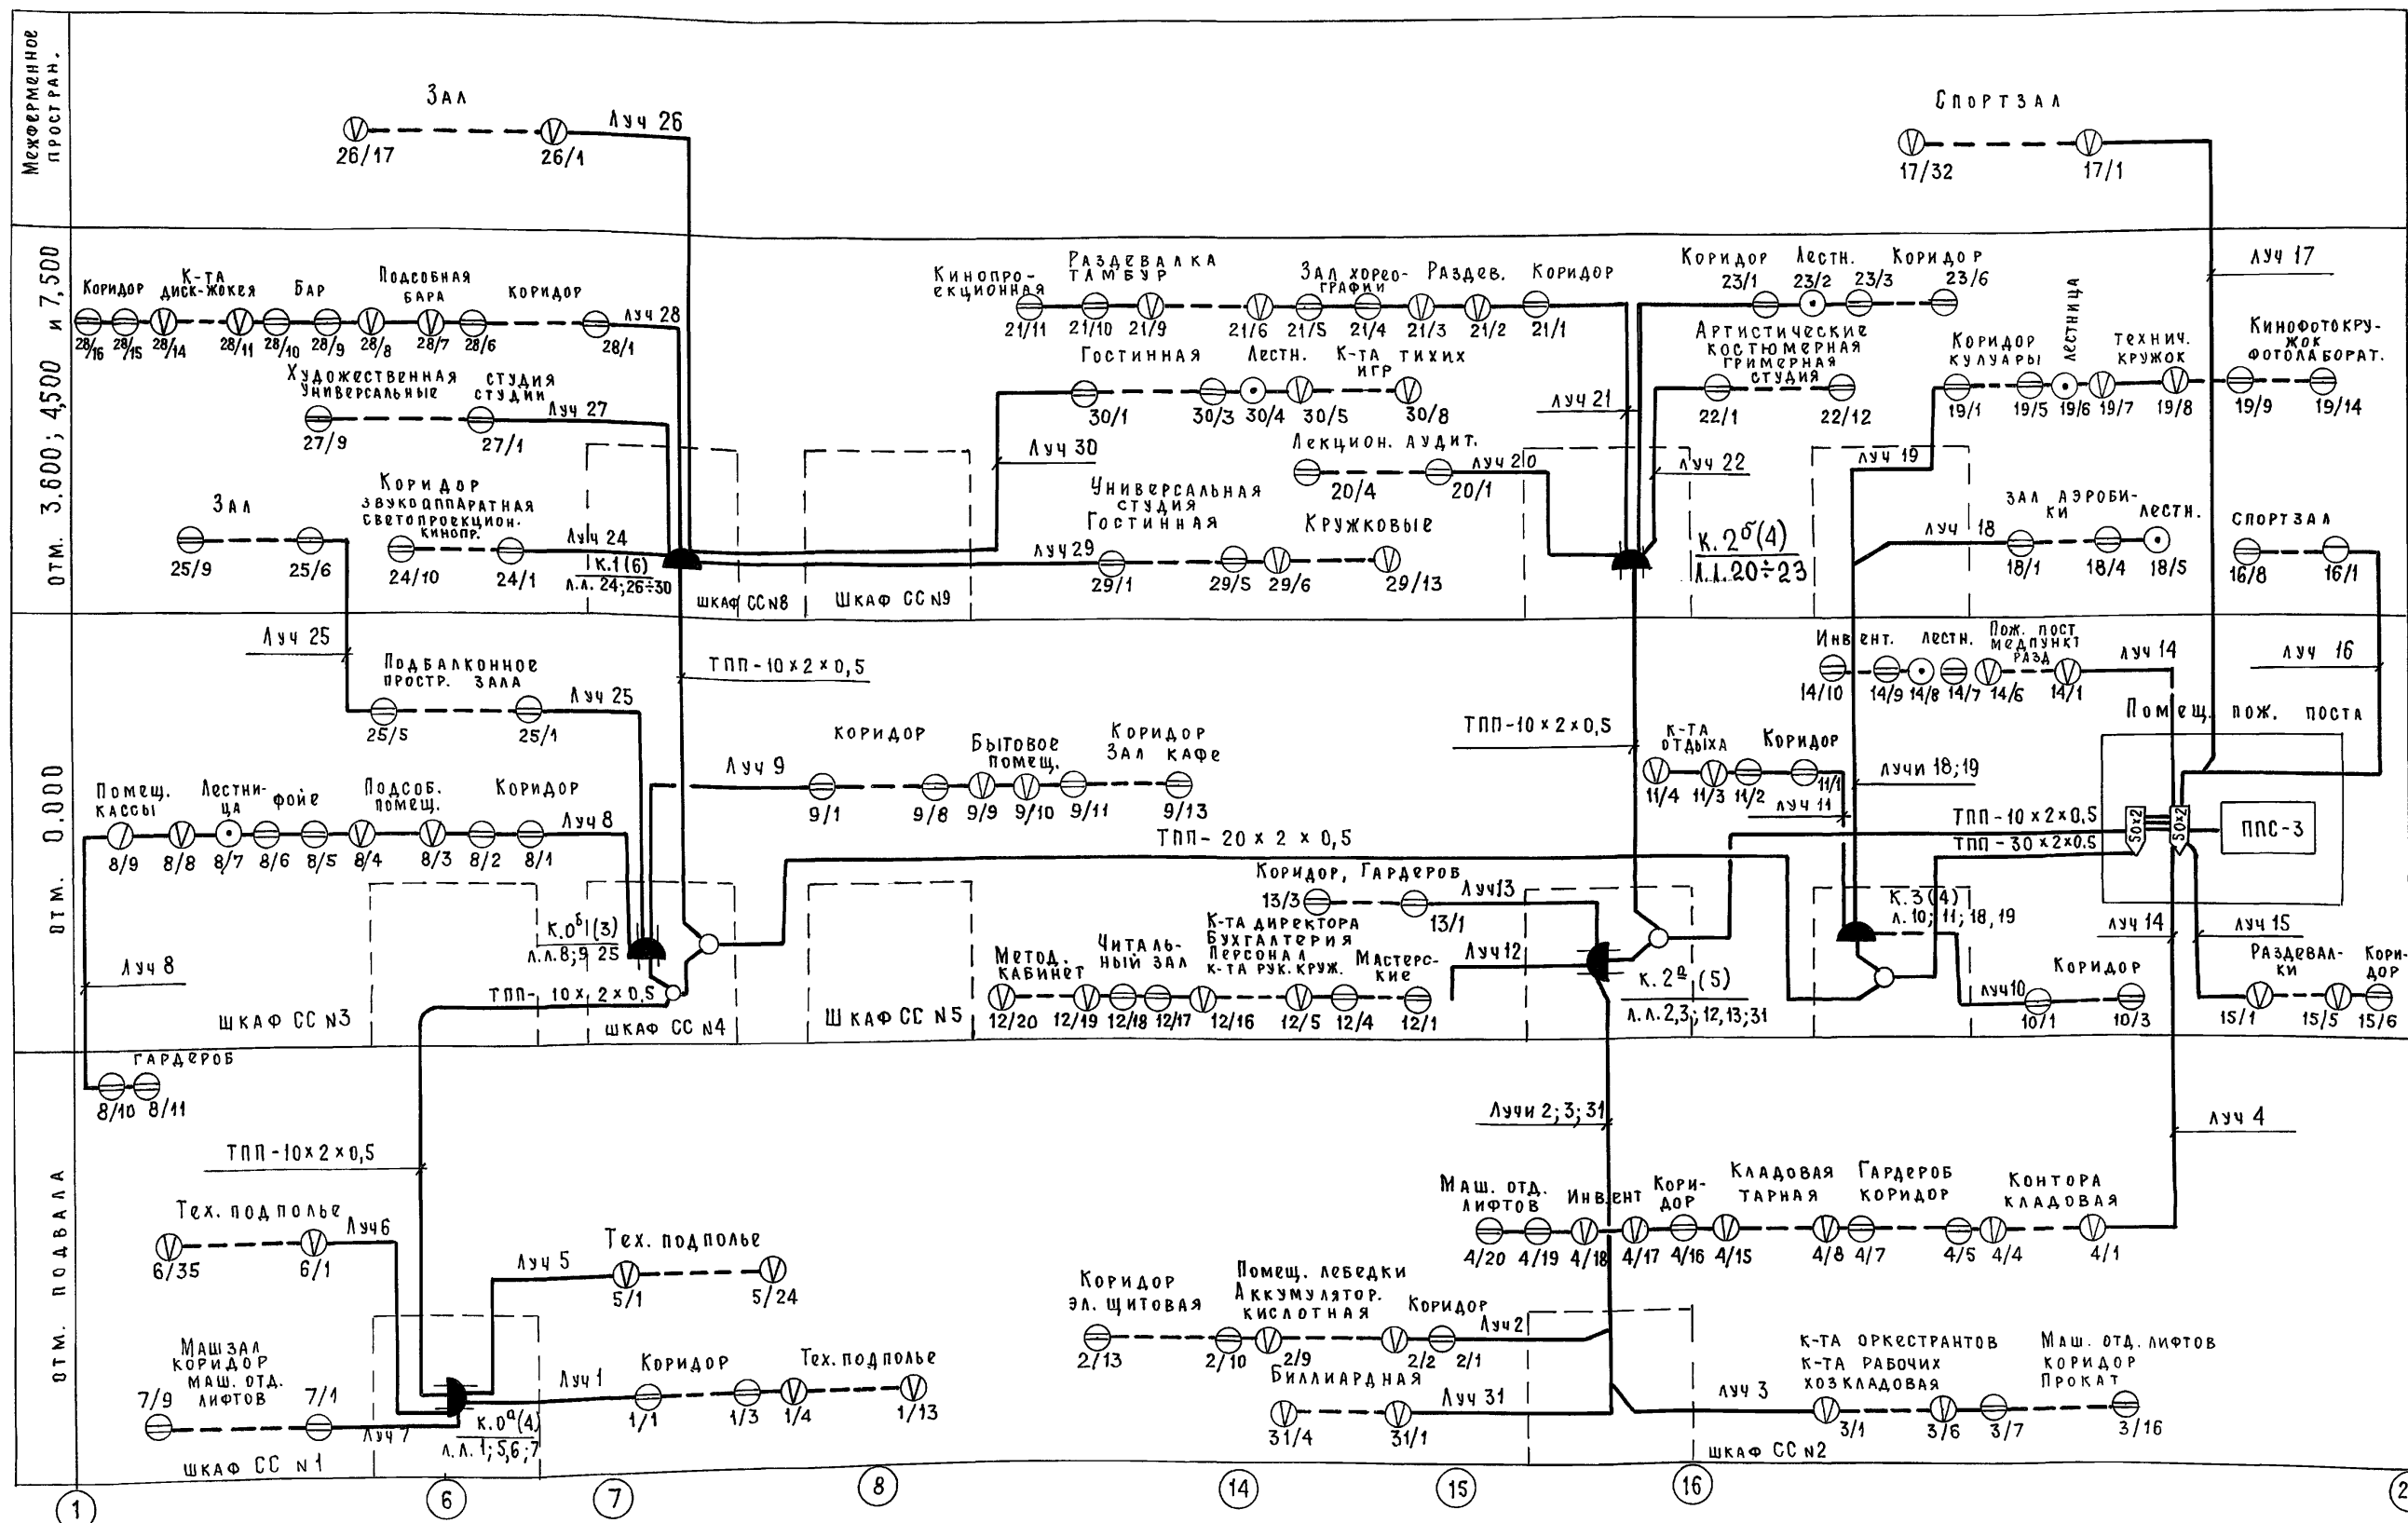 Межферменное
простран.
Зал
Луч 26
26/17
26/1
Спортзал
17/32
17/1
отм. 3.600; 4,500 и 7,500
Коридор
К-та
диск-жокея
Бар
Подсобная
бара
коридор
Луч 28
28/16
28/15
28/14
28/11
28/10
28/9
28/8
28/7
28/6
28/1
Художественная студия
Универсальные студии
Луч 27
27/9
27/1
Зал
25/9
25/6
Коридор
звукоаппаратная
светопроекцион.
кинопр.
Луч 24
24/10
24/1
К.1(6)
л.л. 24; 26÷30
шкаф СС N8
Шкаф СС N9
Кинопро-
екционная
Раздевалка
тамбур
Зал хорео-
графии
Раздев.
Коридор
21/11
21/10
21/9
21/6
21/5
21/4
21/3
21/2
21/1
Гостинная
Лестн.
К-та тихих
игр
30/1
30/3
30/4
30/5
30/8
Луч 30
Луч 21
Лекцион. аудит.
Луч 20
20/4
20/1
Универсальная
студия
Гостинная
Кружковые
Луч 29
29/1
29/5
29/6
29/13
Коридор
Лестн.
Коридор
23/1
23/2
23/3
23/6
Артистические
костюмерная
гримерная
студия
22/1
22/12
Луч 22
К.2б(4)
Л.Л.20÷23
Луч 17
Коридор
кулуары
лестница
технич.
кружок
Кинофотокру-
жок
фотолаборат.
19/1
19/5
19/6
19/7
19/8
19/9
19/14
Луч 19
зал аэроби-
ки
лестн.
Луч 18
18/1
18/4
18/5
спортзал
16/8
16/1
отм. 0.000
Луч 25
Подбалконное
простр. зала
Луч 25
25/5
25/1
ТПП-10×2×0,5
Помещ.
кассы
Лестни-
ца
фойе
Подсоб.
помещ.
Коридор
Луч 8
8/9
8/8
8/7
8/6
8/5
8/4
8/3
8/2
8/1
Луч 9
коридор
Бытовое
помещ.
Коридор
Зал кафе
9/1
9/8
9/9
9/10
9/11
9/13
ТПП-20×2×0,5
ТПП-10×2×0,5
Инвент.
лестн.
Пож. пост
медпункт
разд
Луч 14
14/10
14/9
14/8
14/7
14/6
14/1
Луч 16
Помещ. пож. поста
к-та
отдыха
Коридор
11/4
11/3
11/2
11/1
Луч 11
Лучи 18;19
ТПП-10×2×0,5
ТПП-30×2×0.5
50×2
50×2
ППС-3
Луч 8
К.0б(3)
л.л.8;9 25
ТПП-10×2×0,5
Шкаф СС N3
шкаф СС N4
Шкаф СС N5
Коридор, Гардероб
Луч13
13/3
13/1
Метод.
кабинет
Читаль-
ный зал
К-та директора
Бухгалтерия
Персонал
К-та рук. круж.
Мастерс-
кие
Луч12
12/20
12/19
12/18
12/17
12/16
12/5
12/4
12/1
К.2а (5)
Л.Л.2,3;12,13;31
К.3(4)
Л.10; 11; 18,19
Луч10
Коридор
10/1
10/3
Луч 14
Луч 15
Раздевал-
ки
Кори-
дор
15/1
15/5
15/6
отм. подвала
гардероб
8/10
8/11
ТПП-10×2×0,5
Тех. подполье
Луч6
6/35
6/1
Тех. подполье
Луч 5
5/1
5/24
Машзал
коридор
маш. отд.
лифтов
7/9
7/1
Луч 7
К.0а(4)
л.л.1;5,6;7
шкаф СС N1
Луч 1
Коридор
Тех. подполье
1/1
1/3
1/4
1/13
Лучи 2;3;31
Луч 4
Маш. отд.
лифтов
Инвент
Кори-
дор
Кладовая
тарная
Гардероб
коридор
Контора
кладовая
4/20
4/19
4/18
4/17
4/16
4/15
4/8
4/7
4/5
4/4
4/1
Коридор
эл. щитовая
Помещ. лебедки
Аккумулятор.
кислотная
Коридор
Луч2
2/13
2/10
2/9
2/2
2/1
Биллиардная
Луч 31
31/4
31/1
Луч 3
к-та оркестрантов
к-та рабочих
хозкладовая
Маш. отд. лифтов
коридор
прокат
3/1
3/6
3/7
3/16
шкаф СС N2
1
6
7
8
14
15
16
2